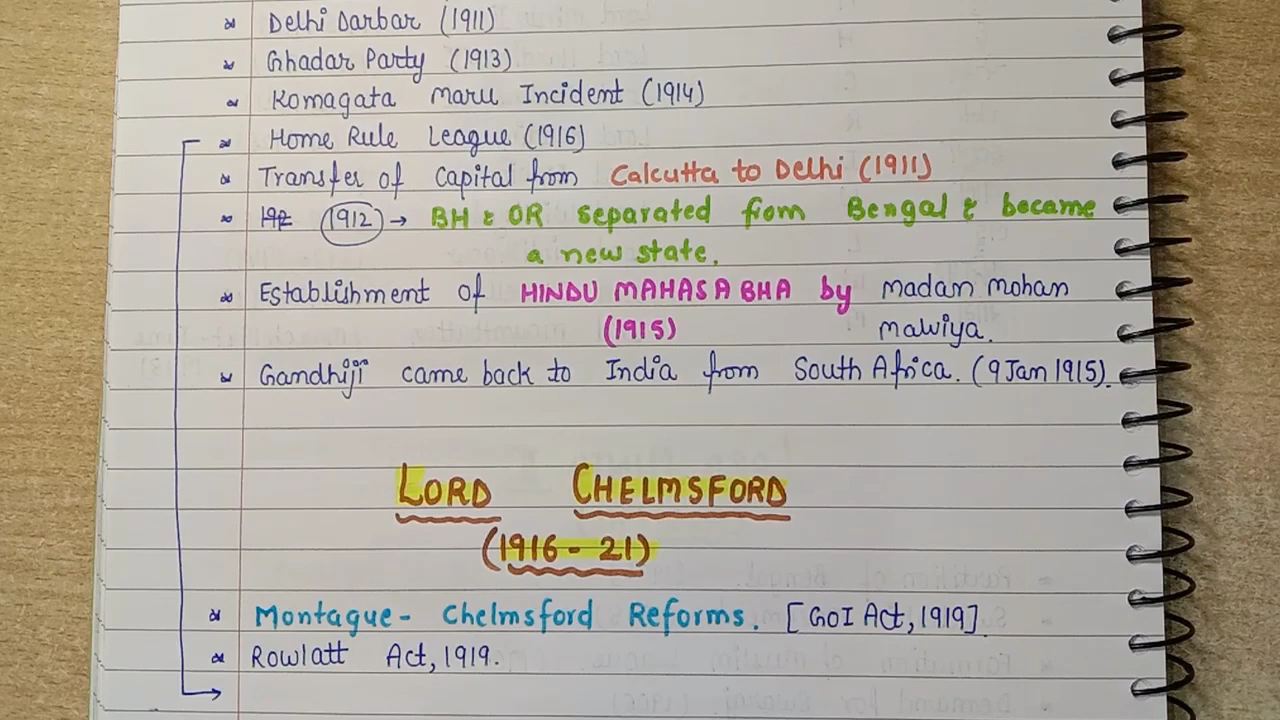 Delhi Darbar (1911)
Ghadar Party (1913)
Komagata Maru Incident (1914)
Home Rule League (1916)
Transfer of Capital from Calcutta to Delhi (1911)
1912 → BH & OR separated from Bengal & became
a new state.
Establishment of HINDU MAHASABHA by Madan Mohan
(1915) Malviya.
Gandhiji came back to India from South Africa. (9 Jan 1915).
LORD CHELMSFORD
(1916-21)
Montague-Chelmsford Reforms. [GOI Act, 1919].
Rowlatt Act, 1919.